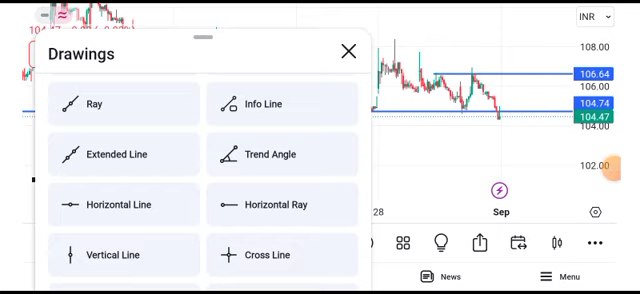 INR
Drawings
108.00
Ray
Info Line
106.64
106.00
104.74
104.47
104.00
Extended Line
Trend Angle
102.00
Horizontal Line
Horizontal Ray
28
Sep
Vertical Line
Cross Line
News
Menu